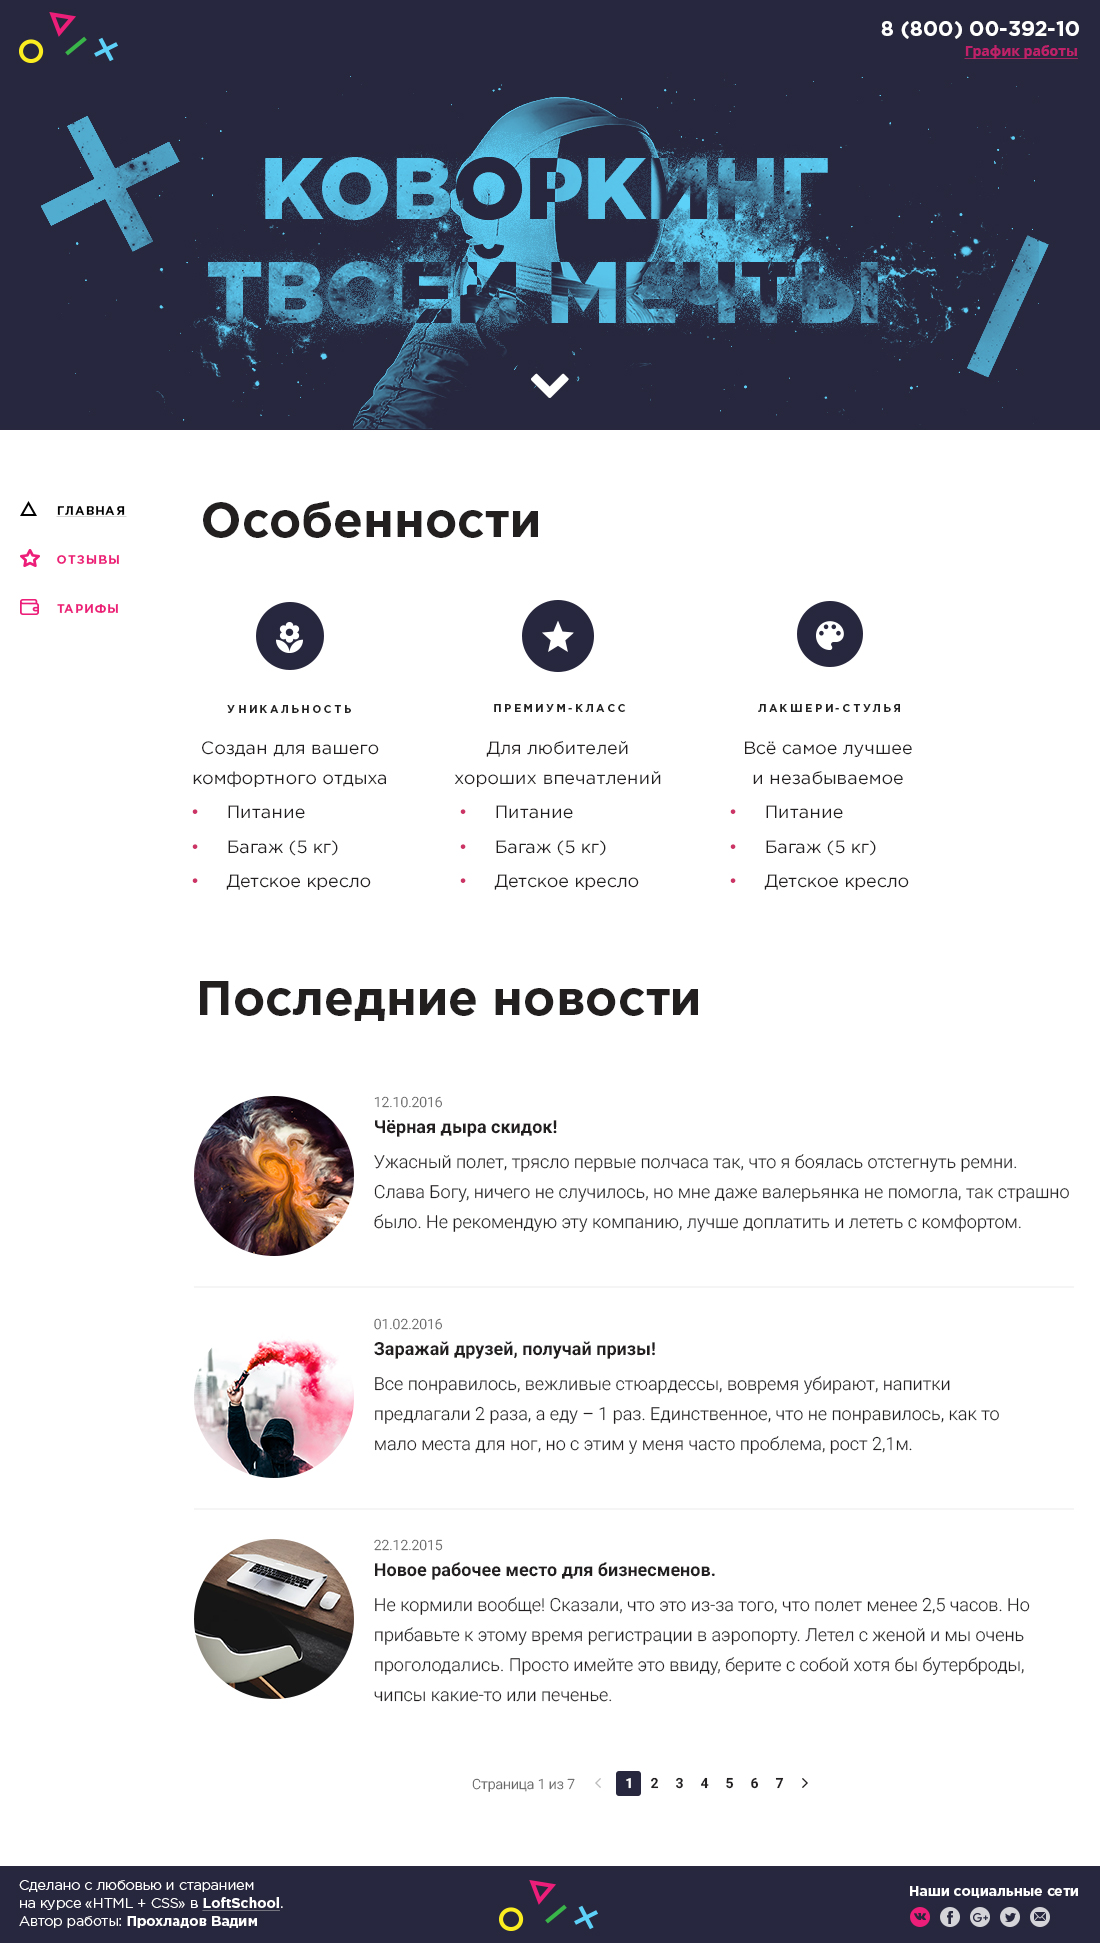 8 (800) 00-392-10
График работы
КОВОРКИНГ
ТВОЕЙ МЕЧТЫ
ГЛАВНАЯ
ОТЗЫВЫ
ТАРИФЫ
Особенности
УНИКАЛЬНОСТЬ
Создан для вашего
комфортного отдыха
• Питание
• Багаж (5 кг)
• Детское кресло
ПРЕМИУМ-КЛАСС
Для любителей
хороших впечатлений
• Питание
• Багаж (5 кг)
• Детское кресло
ЛАКШЕРИ-СТУЛЬЯ
Всё самое лучшее
и незабываемое
• Питание
• Багаж (5 кг)
• Детское кресло
Последние новости
12.10.2016
Чёрная дыра скидок!
Ужасный полет, трясло первые полчаса так, что я боялась отстегнуть ремни.
Слава Богу, ничего не случилось, но мне даже валерьянка не помогла, так страшно
было. Не рекомендую эту компанию, лучше доплатить и лететь с комфортом.
01.02.2016
Заражай друзей, получай призы!
Все понравилось, вежливые стюардессы, вовремя убирают, напитки
предлагали 2 раза, а еду – 1 раз. Единственное, что не понравилось, как то
мало места для ног, но с этим у меня часто проблема, рост 2,1м.
22.12.2015
Новое рабочее место для бизнесменов.
Не кормили вообще! Сказали, что это из-за того, что полет менее 2,5 часов. Но
прибавьте к этому время регистрации в аэропорту. Летел с женой и мы очень
проголодались. Просто имейте это ввиду, берите с собой хотя бы бутерброды,
чипсы какие-то или печенье.
Страница 1 из 7 1 2 3 4 5 6 7
Сделано с любовью и старанием
на курсе «HTML + CSS» в LoftSchool.
Автор работы: Прохладов Вадим
Наши социальные сети